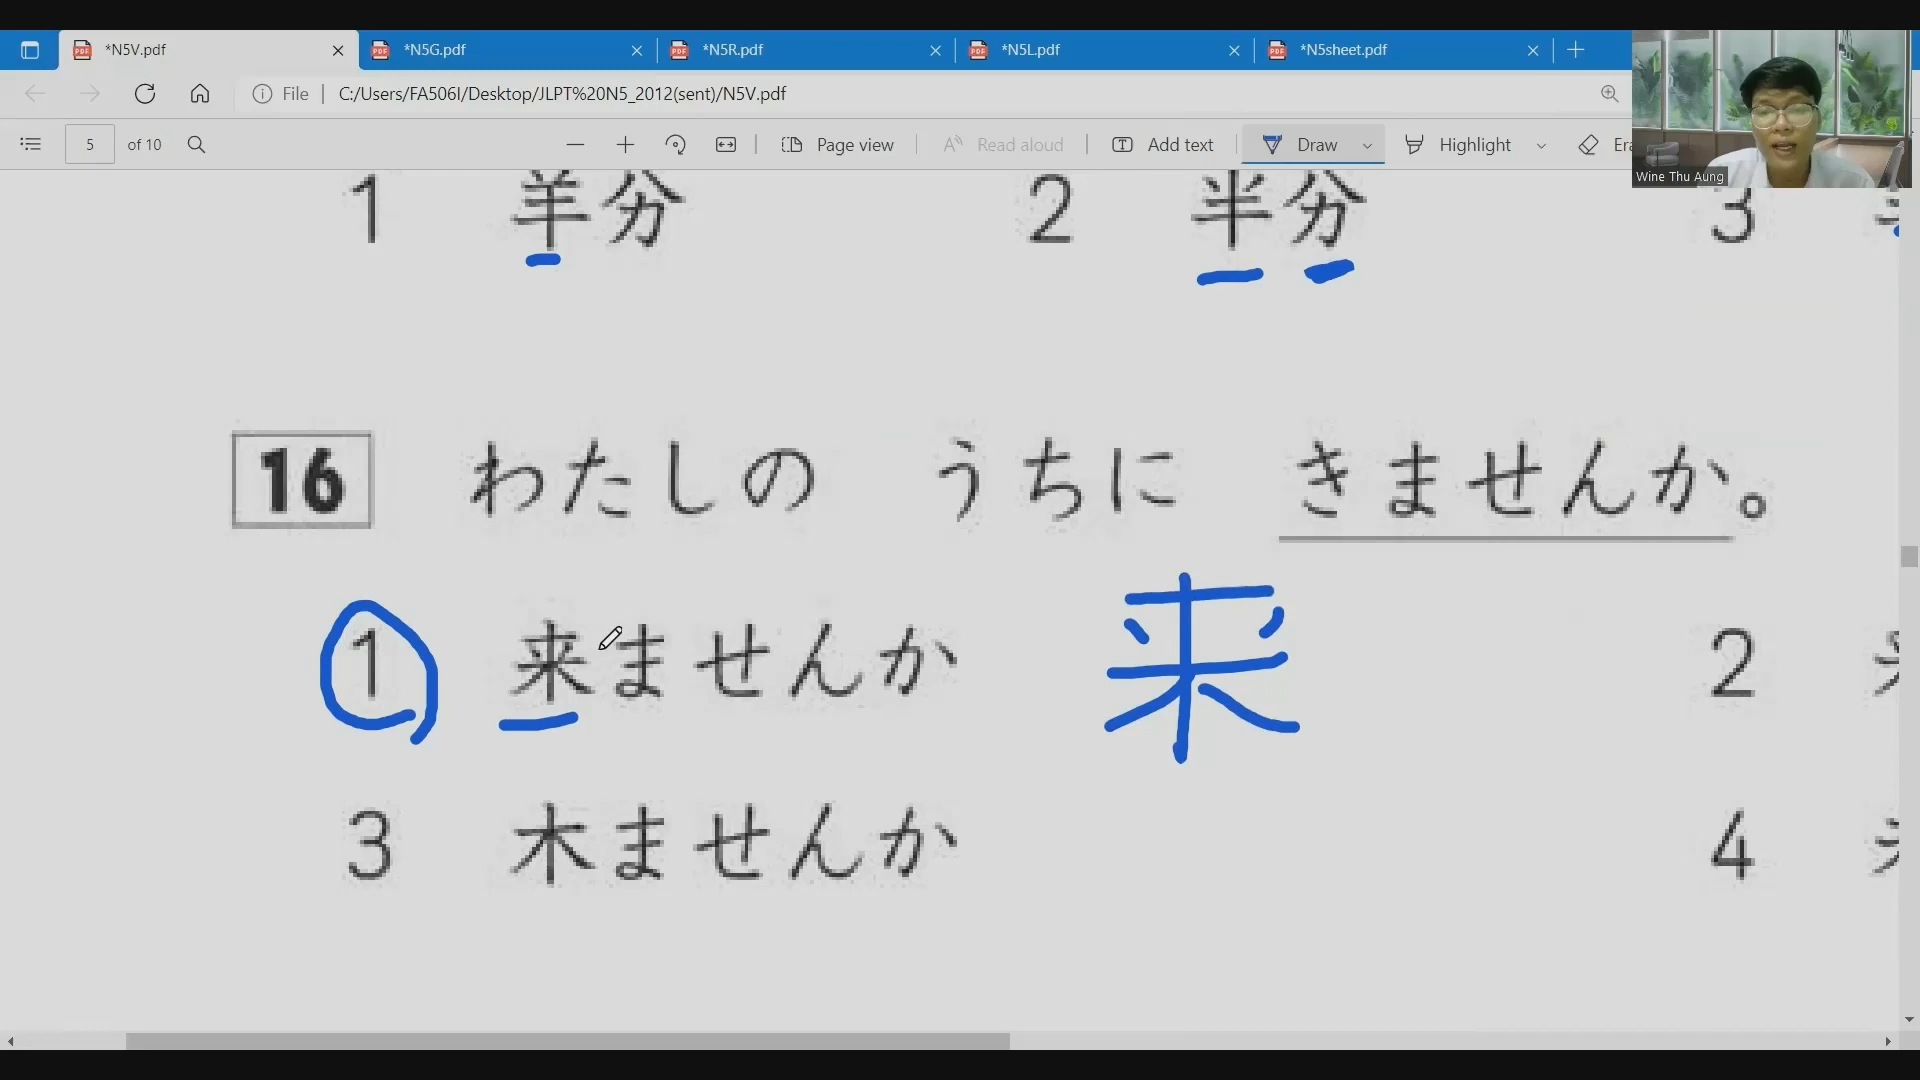 *N5V.pdf *N5G.pdf *N5R.pdf *N5L.pdf *N5sheet.pdf
File C:/Users/FA506I/Desktop/JLPT%20N5_2012(sent)/N5V.pdf
5 of 10 Page view Read aloud Add text Draw Highlight
Wine Thu Aung
1 羊分 2 半分 3
16 わたしの うちに きませんか。
1 来ませんか 来 2
3 木ませんか 4